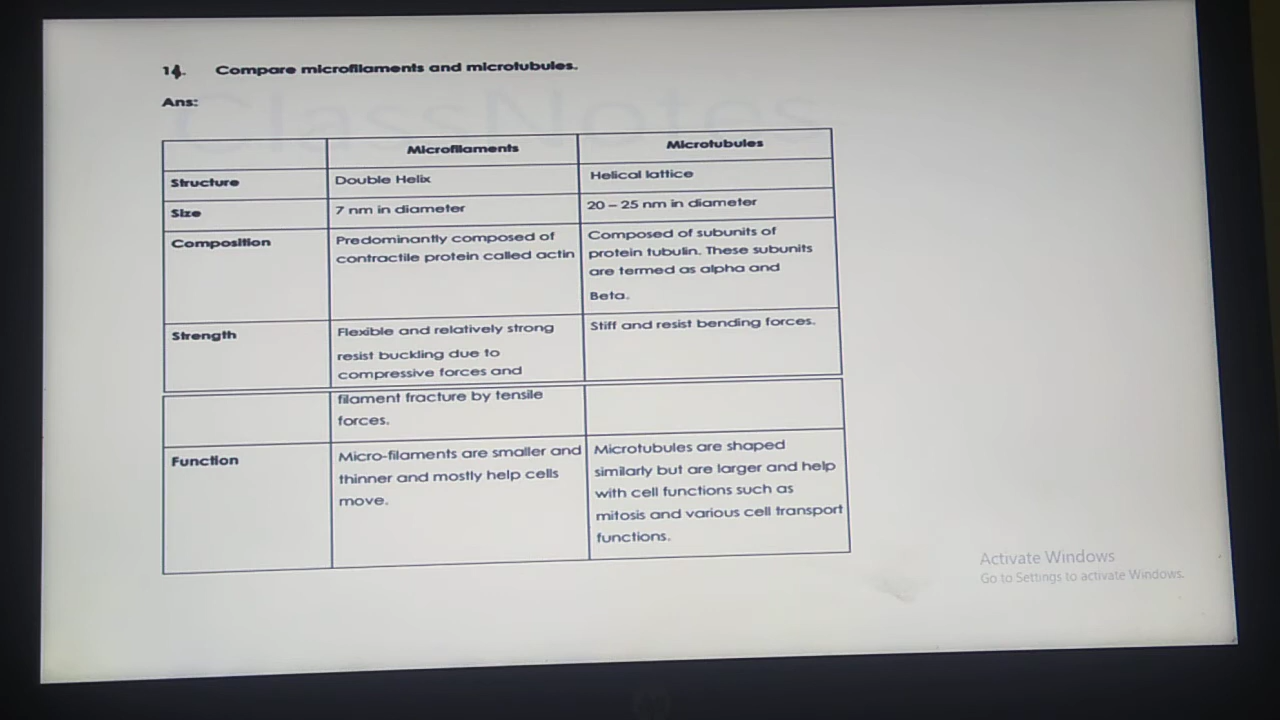 14. Compare microfilaments and microtubules.
Ans:
ClassNotes
Microfilaments
Microtubules
Structure
Double Helix
Helical lattice
Size
7 nm in diameter
20 – 25 nm in diameter
Composition
Predominantly composed of
contractile protein called actin
Composed of subunits of
protein tubulin. These subunits
are termed as alpha and
Beta.
Strength
Flexible and relatively strong
resist buckling due to
compressive forces and
filament fracture by tensile
forces.
Stiff and resist bending forces.
Function
Micro-filaments are smaller and
thinner and mostly help cells
move.
Microtubules are shaped
similarly but are larger and help
with cell functions such as
mitosis and various cell transport
functions.
Activate Windows
Go to Settings to activate Windows.